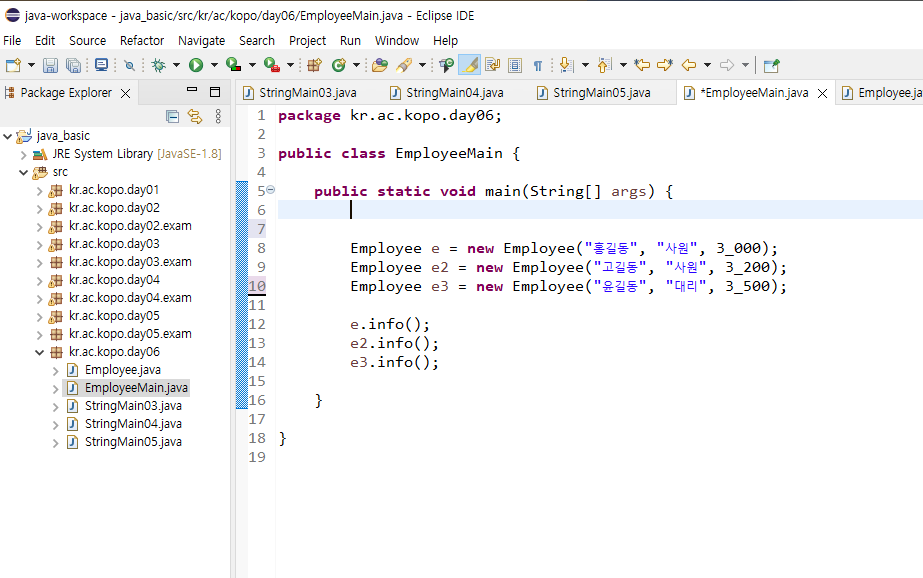 java-workspace - java_basic/src/kr/ac/kopo/day06/EmployeeMain.java - Eclipse IDE
File Edit Source Refactor Navigate Search Project Run Window Help
Package Explorer
StringMain03.java StringMain04.java StringMain05.java *EmployeeMain.java Employee.ja
java_basic
JRE System Library [JavaSE-1.8]
src
kr.ac.kopo.day01
kr.ac.kopo.day02
kr.ac.kopo.day02.exam
kr.ac.kopo.day03
kr.ac.kopo.day03.exam
kr.ac.kopo.day04
kr.ac.kopo.day04.exam
kr.ac.kopo.day05
kr.ac.kopo.day05.exam
kr.ac.kopo.day06
Employee.java
EmployeeMain.java
StringMain03.java
StringMain04.java
StringMain05.java
1 package kr.ac.kopo.day06;
2
3 public class EmployeeMain {
4
5 public static void main(String[] args) {
6
7
8 Employee e = new Employee("홍길동", "사원", 3_000);
9 Employee e2 = new Employee("고길동", "사원", 3_200);
10 Employee e3 = new Employee("윤길동", "대리", 3_500);
11
12 e.info();
13 e2.info();
14 e3.info();
15
16 }
17
18 }
19